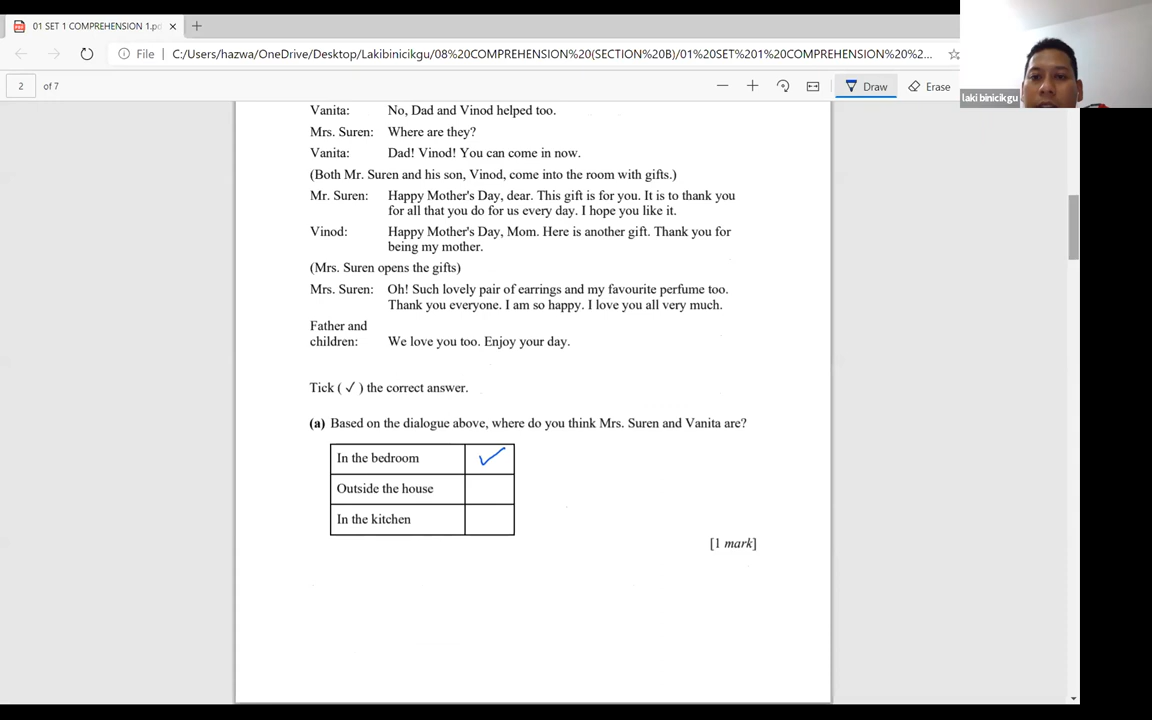 01 SET 1 COMPREHENSION 1.pd
File
C:/Users/hazwa/OneDrive/Desktop/Lakibinicikgu/08%20COMPREHENSION%20(SECTION%20B)/01%20SET%201%20COMPREHENSION%20%2...
2 of 7
Draw
Erase
laki binicikgu
Vanita: No, Dad and Vinod helped too.
Mrs. Suren: Where are they?
Vanita: Dad! Vinod! You can come in now.
(Both Mr. Suren and his son, Vinod, come into the room with gifts.)
Mr. Suren: Happy Mother's Day, dear. This gift is for you. It is to thank you
for all that you do for us every day. I hope you like it.
Vinod: Happy Mother's Day, Mom. Here is another gift. Thank you for
being my mother.
(Mrs. Suren opens the gifts)
Mrs. Suren: Oh! Such lovely pair of earrings and my favourite perfume too.
Thank you everyone. I am so happy. I love you all very much.
Father and
children: We love you too. Enjoy your day.
Tick ( ✓ ) the correct answer.
(a) Based on the dialogue above, where do you think Mrs. Suren and Vanita are?
In the bedroom ✓
Outside the house
In the kitchen
[1 mark]